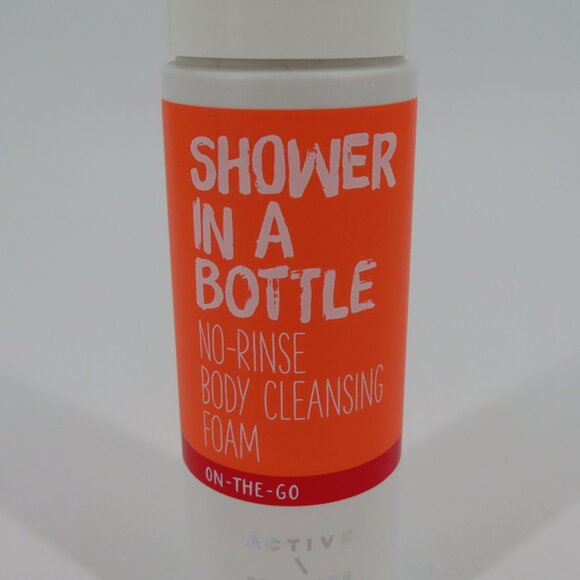 SHOWER
IN A
BOTTLE
NO-RINSE
BODY CLEANSING
FOAM
ON-THE-GO
ACTIVE
\